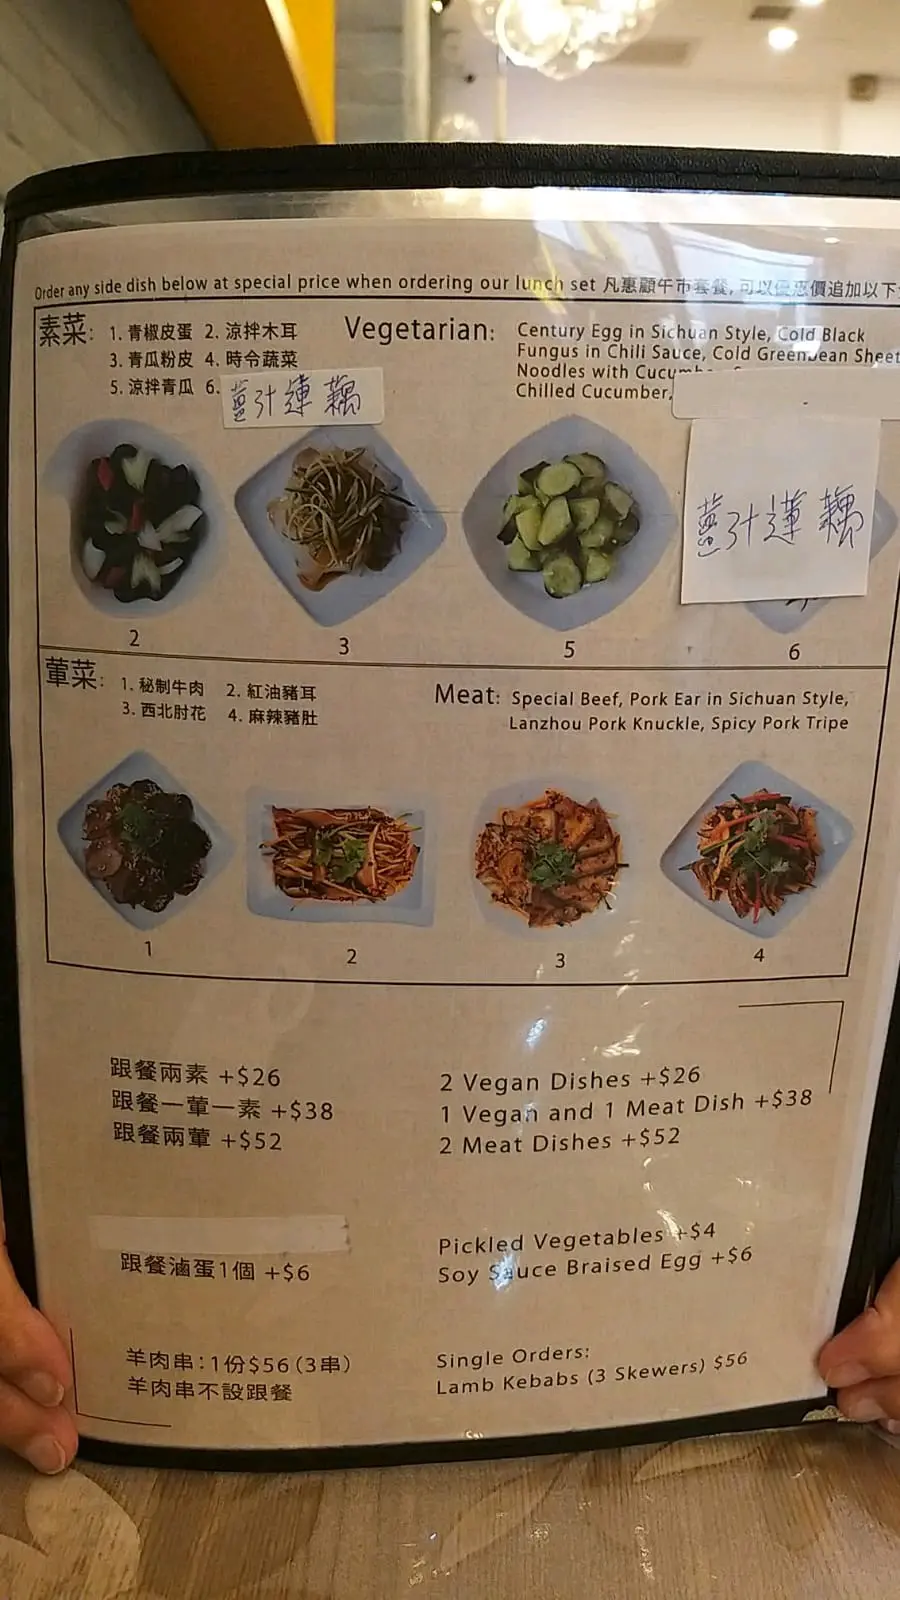 Order any side dish below at special price when ordering our lunch set 凡惠顧午市套餐, 可以優惠價追加以下
素菜: 1. 青椒皮蛋 2. 涼拌木耳
3. 青瓜粉皮 4. 時令蔬菜
5. 涼拌青瓜 6.
薑汁連藕
Vegetarian: Century Egg in Sichuan Style, Cold Black
Fungus in Chili Sauce, Cold Greenbean Sheet
Noodles with
Chilled Cucumber,
薑汁蓮藕
2
3
5
6
葷菜: 1. 秘制牛肉 2. 紅油豬耳
3. 西北肘花 4. 麻辣豬肚
Meat: Special Beef, Pork Ear in Sichuan Style,
Lanzhou Pork Knuckle, Spicy Pork Tripe
1
2
3
4
跟餐兩素 +$26
跟餐一葷一素 +$38
跟餐兩葷 +$52
2 Vegan Dishes +$26
1 Vegan and 1 Meat Dish +$38
2 Meat Dishes +$52
跟餐滷蛋1個 +$6
Pickled Vegetables +$4
Soy Sauce Braised Egg +$6
羊肉串：1份$56（3串）
羊肉串不設跟餐
Single Orders:
Lamb Kebabs (3 Skewers) $56